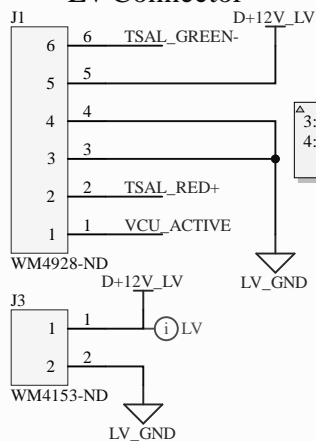 LV Connector
J1
D+12V_LV
6 6 TSAL_GREEN-
5 5
4 4
3 3
3:
4:
2 2 TSAL_RED+
1 1 VCU_ACTIVE
WM4928-ND
LV_GND
J3
D+12V_LV
1 1 i LV
2 2
WM4153-ND
LV_GND